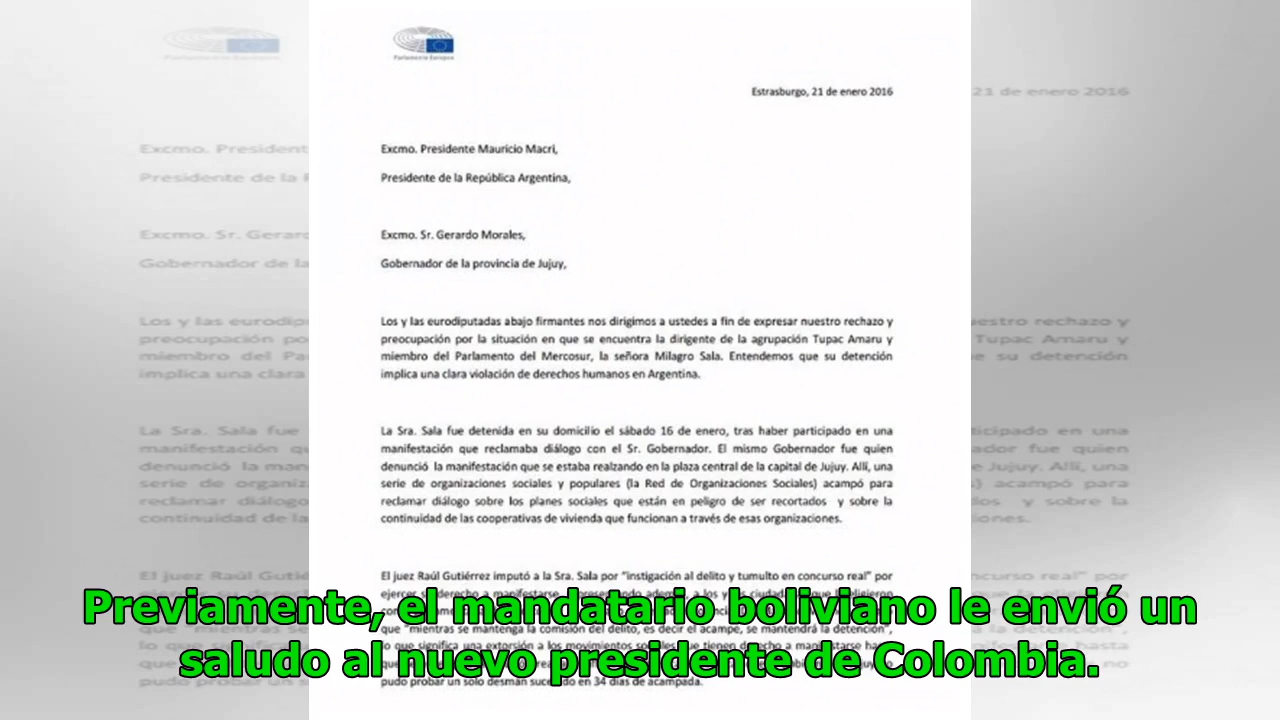 Parlamento Europeo
Estrasburgo, 21 de enero 2016
Excmo. Presidente Mauricio Macri,
Presidente de la República Argentina,
Excmo. Sr. Gerardo Morales,
Gobernador de la provincia de Jujuy,
Los y las eurodiputadas abajo firmantes nos dirigimos a ustedes a fin de expresar nuestro rechazo y
preocupación por la situación en que se encuentra la dirigente de la agrupación Tupac Amaru y
miembro del Parlamento del Mercosur, la señora Milagro Sala. Entendemos que su detención
implica una clara violación de derechos humanos en Argentina.
La Sra. Sala fue detenida en su domicilio el sábado 16 de enero, tras haber participado en una
manifestación que reclamaba diálogo con el Sr. Gobernador. El mismo Gobernador fue quien
denunció la manifestación que se estaba realzando en la plaza central de la capital de Jujuy. Allí, una
serie de organizaciones sociales y populares (la Red de Organizaciones Sociales) acampó para
reclamar diálogo sobre los planes sociales que están en peligro de ser recortados y sobre la
continuidad de las cooperativas de vivienda que funcionan a través de esas organizaciones.
El juez Raúl Gutiérrez imputó a la Sra. Sala por "instigación al delito y tumulto en concurso real" por
que "mientras se mantenga la comisión del delito, es decir el acampe, se mantendrá la detención",
lo que significa una extorsión a los movimientos
pudo probar un solo desmán en 34 días de acampada.
Previamente, el mandatario boliviano le envió un
saludo al nuevo presidente de Colombia.